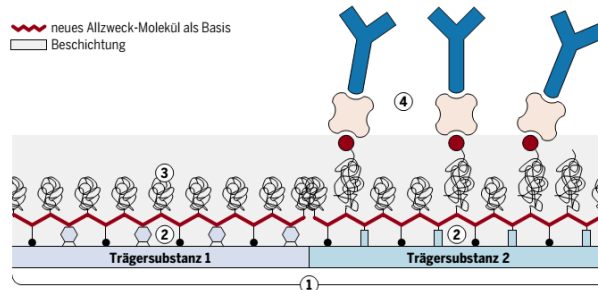 neues Allzweck-Molekül als Basis
Beschichtung
4
3
2
2
Trägersubstanz 1
Trägersubstanz 2
1